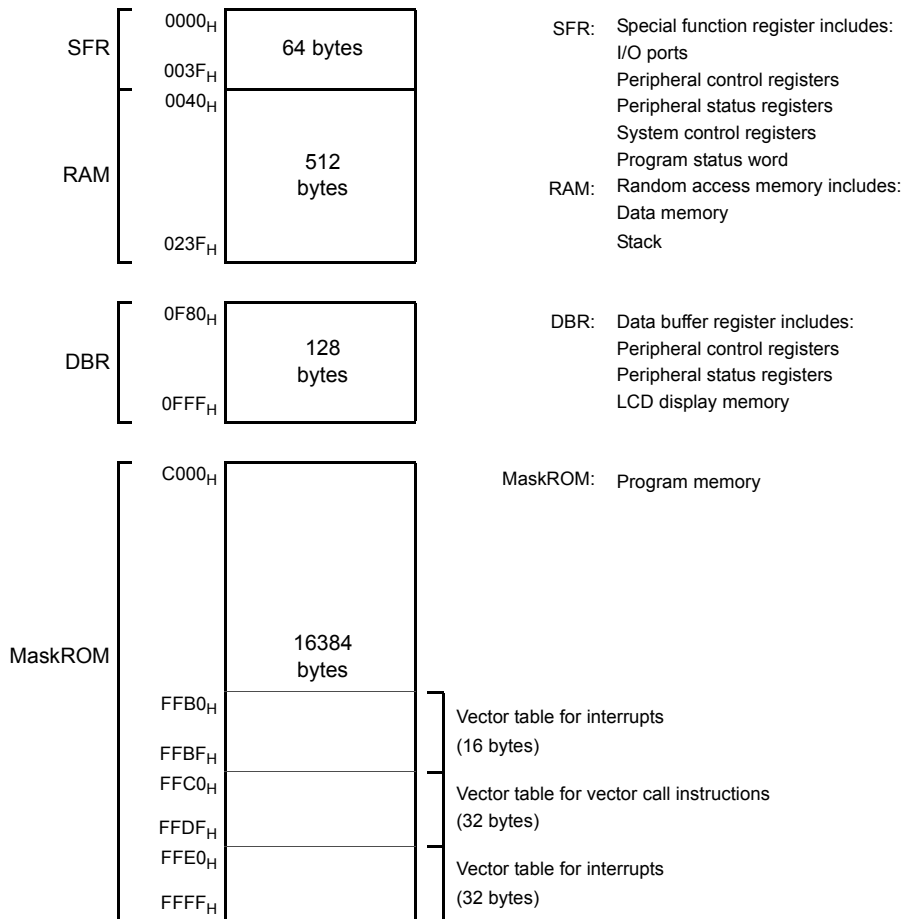 0000H
SFR
64 bytes
003FH
0040H
RAM
512
bytes
023FH
SFR: Special function register includes:
I/O ports
Peripheral control registers
Peripheral status registers
System control registers
Program status word
RAM: Random access memory includes:
Data memory
Stack
0F80H
DBR
128
bytes
0FFFH
DBR: Data buffer register includes:
Peripheral control registers
Peripheral status registers
LCD display memory
C000H
MaskROM: Program memory
MaskROM
16384
bytes
FFB0H
Vector table for interrupts
(16 bytes)
FFBFH
FFC0H
Vector table for vector call instructions
(32 bytes)
FFDFH
FFE0H
Vector table for interrupts
(32 bytes)
FFFFH